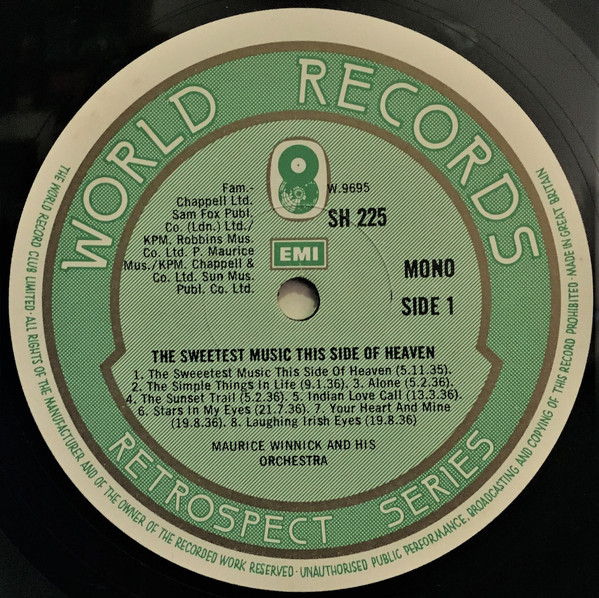 WORLD RECORDS
Fam.-
Chappell Ltd.
Sam Fox Publ.
Co. (Ldn.) Ltd./
KPM. Robbins Mus.
Co. Ltd. P. Maurice
Mus./KPM. Chappell &
Co. Ltd. Sun Mus.
Publ. Co. Ltd.
W.9695
SH 225
EMI
MONO
SIDE 1
THE SWEETEST MUSIC THIS SIDE OF HEAVEN
1. The Sweeetest Music This Side Of Heaven (5.11.35).
2. The Simple Things In Life (9.1.36). 3. Alone (5.2.36).
4. The Sunset Trail (5.2.36). 5. Indian Love Call (13.3.36).
6. Stars In My Eyes (21.7.36). 7. Your Heart And Mine
(19.8.36). 8. Laughing Irish Eyes (19.8.36)
MAURICE WINNICK AND HIS
ORCHESTRA
RETROSPECT SERIES
THE WORLD RECORD CLUB LIMITED · ALL RIGHTS OF THE MANUFACTURER AND OF THE OWNER OF THE RECORDED WORK RESERVED · UNAUTHORISED PUBLIC PERFORMANCE, BROADCASTING AND COPYING OF THIS RECORD PROHIBITED · MADE IN GREAT BRITAIN